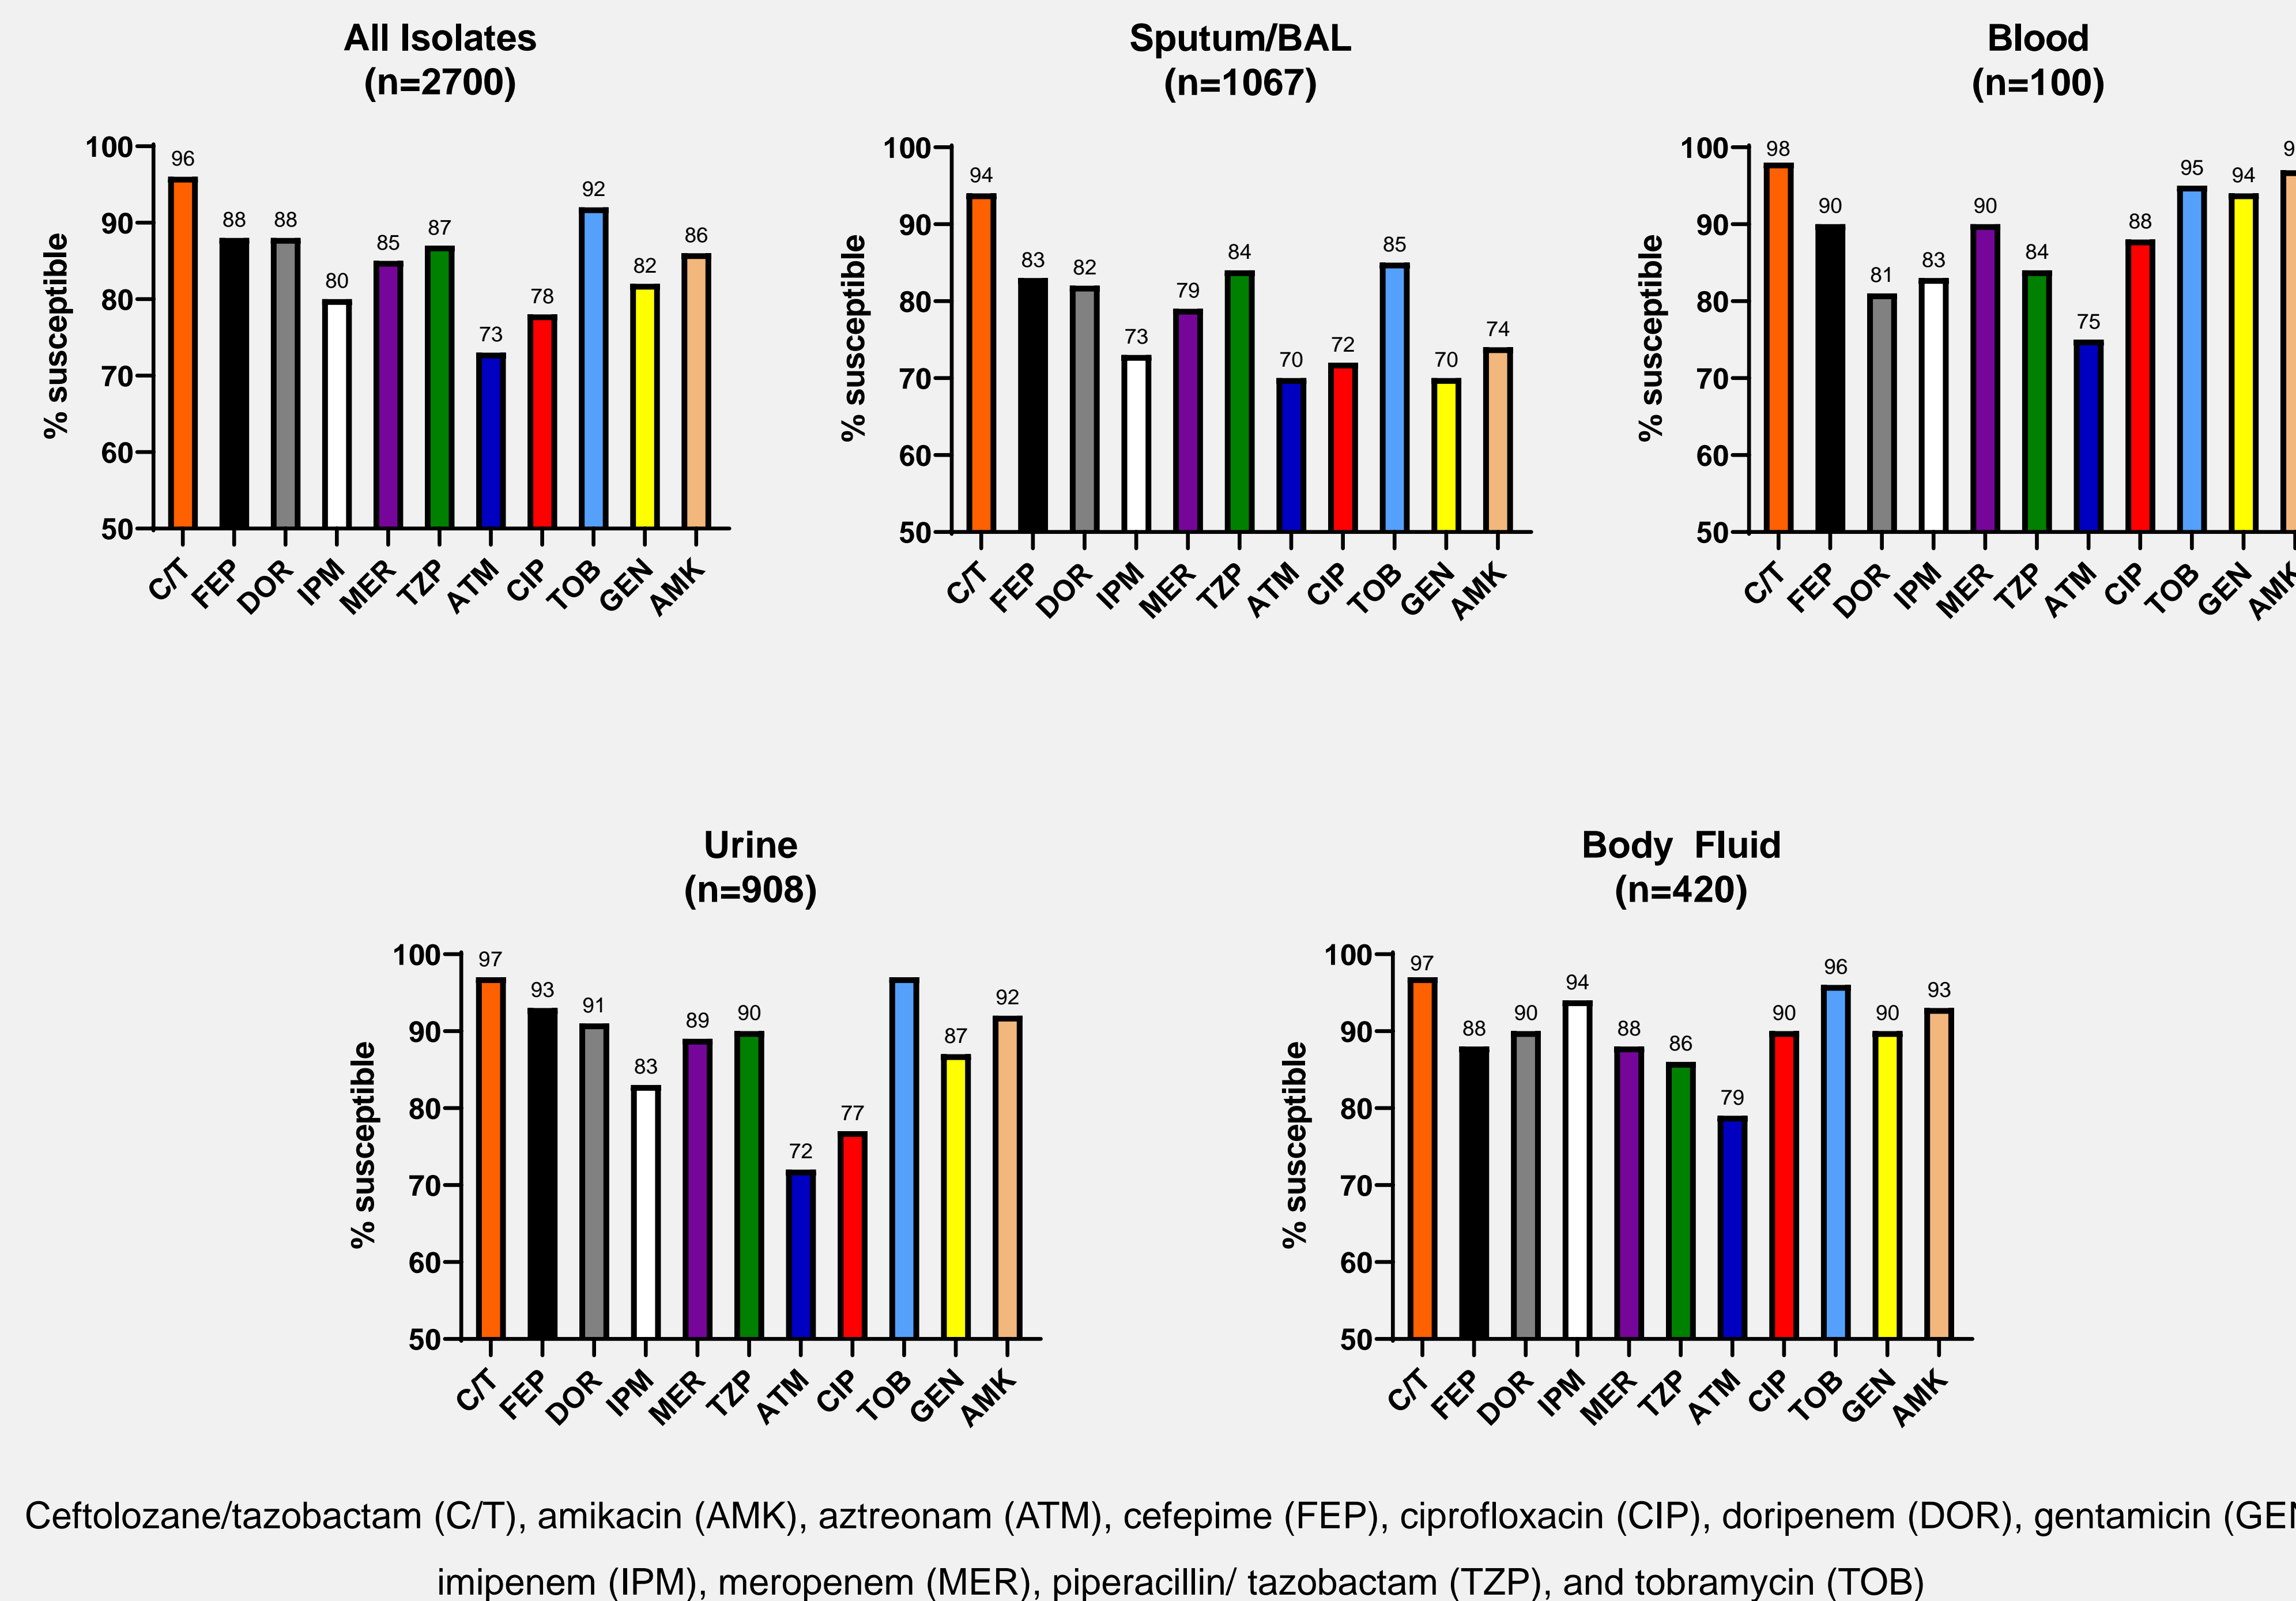 All Isolates
(n=2700)
% susceptible
100
90
80
70
60
50
96
88
88
80
85
87
73
78
92
82
86
C/T
FEP
DOR
IPM
MER
TZP
ATM
CIP
TOB
GEN
AMK
Sputum/BAL
(n=1067)
% susceptible
100
90
80
70
60
50
94
83
82
73
79
84
70
72
85
70
74
C/T
FEP
DOR
IPM
MER
TZP
ATM
CIP
TOB
GEN
AMK
Blood
(n=100)
% susceptible
100
90
80
70
60
50
98
90
81
83
90
84
75
88
95
94
C/T
FEP
DOR
IPM
MER
TZP
ATM
CIP
TOB
GEN
AMK
Urine
(n=908)
% susceptible
100
90
80
70
60
50
97
93
91
83
89
90
72
77
87
92
C/T
FEP
DOR
IPM
MER
TZP
ATM
CIP
TOB
GEN
AMK
Body Fluid
(n=420)
% susceptible
100
90
80
70
60
50
97
88
90
94
88
86
79
90
96
90
93
C/T
FEP
DOR
IPM
MER
TZP
ATM
CIP
TOB
GEN
AMK
Ceftolozane/tazobactam (C/T), amikacin (AMK), aztreonam (ATM), cefepime (FEP), ciprofloxacin (CIP), doripenem (DOR), gentamicin
imipenem (IPM), meropenem (MER), piperacillin/ tazobactam (TZP), and tobramycin (TOB)